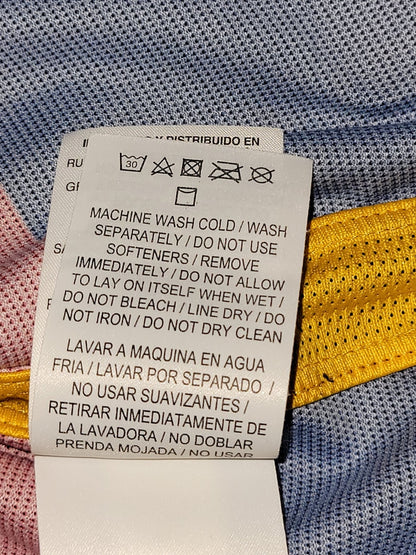 Y DISTRIBUIDO EN
RU
30
MACHINE WASH COLD / WASH
SEPARATELY / DO NOT USE
SOFTENERS / REMOVE
IMMEDIATELY / DO NOT ALLOW
TO LAY ON ITSELF WHEN WET /
DO NOT BLEACH / LINE DRY / DO
NOT IRON / DO NOT DRY CLEAN
LAVAR A MAQUINA EN AGUA
FRIA / LAVAR POR SEPARADO /
NO USAR SUAVIZANTES /
RETIRAR INMEDIATAMENTE DE
LA LAVADORA / NO DOBLAR
PRENDA MOJADA / NO USAR